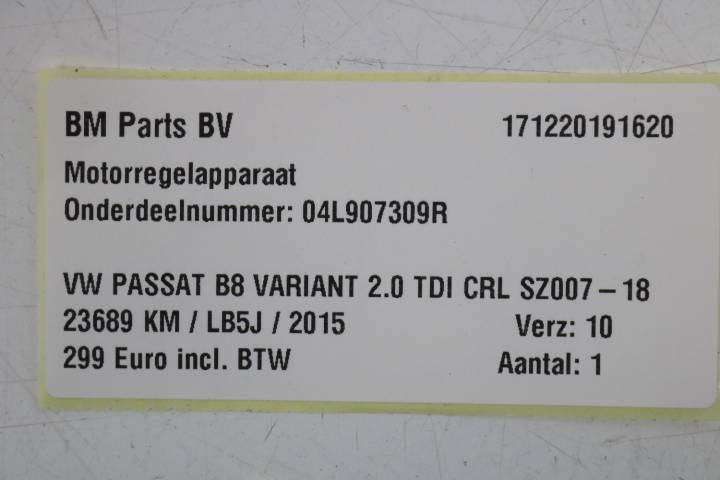 BM Parts BV 171220191620
Motorregelapparaat
Onderdeelnummer: 04L907309R
VW PASSAT B8 VARIANT 2.0 TDI CRL SZ007-18
23689 KM / LB5J / 2015 Verz: 10
299 Euro incl. BTW Aantal: 1